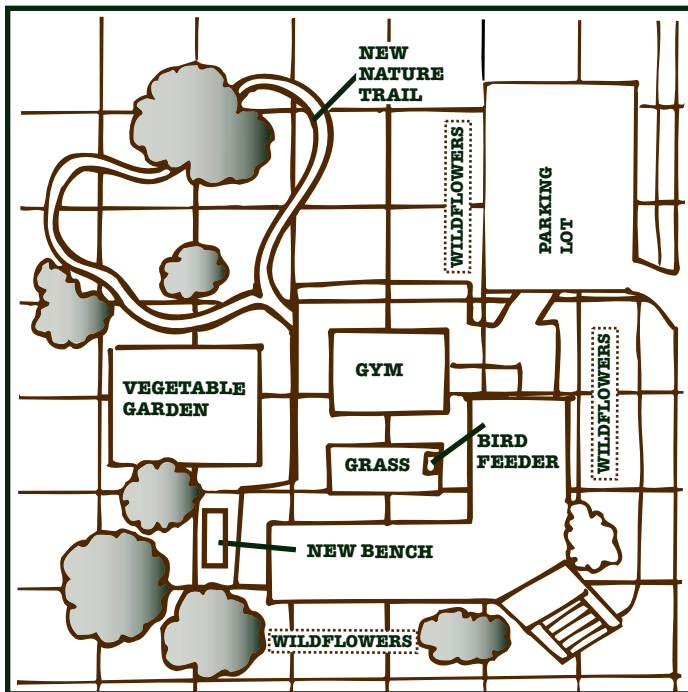 NEW
NATURE
TRAIL
WILDFLOWERS
PARKING
LOT
GYM
WILDFLOWERS
VEGETABLE
GARDEN
BIRD
FEEDER
GRASS
NEW BENCH
WILDFLOWERS